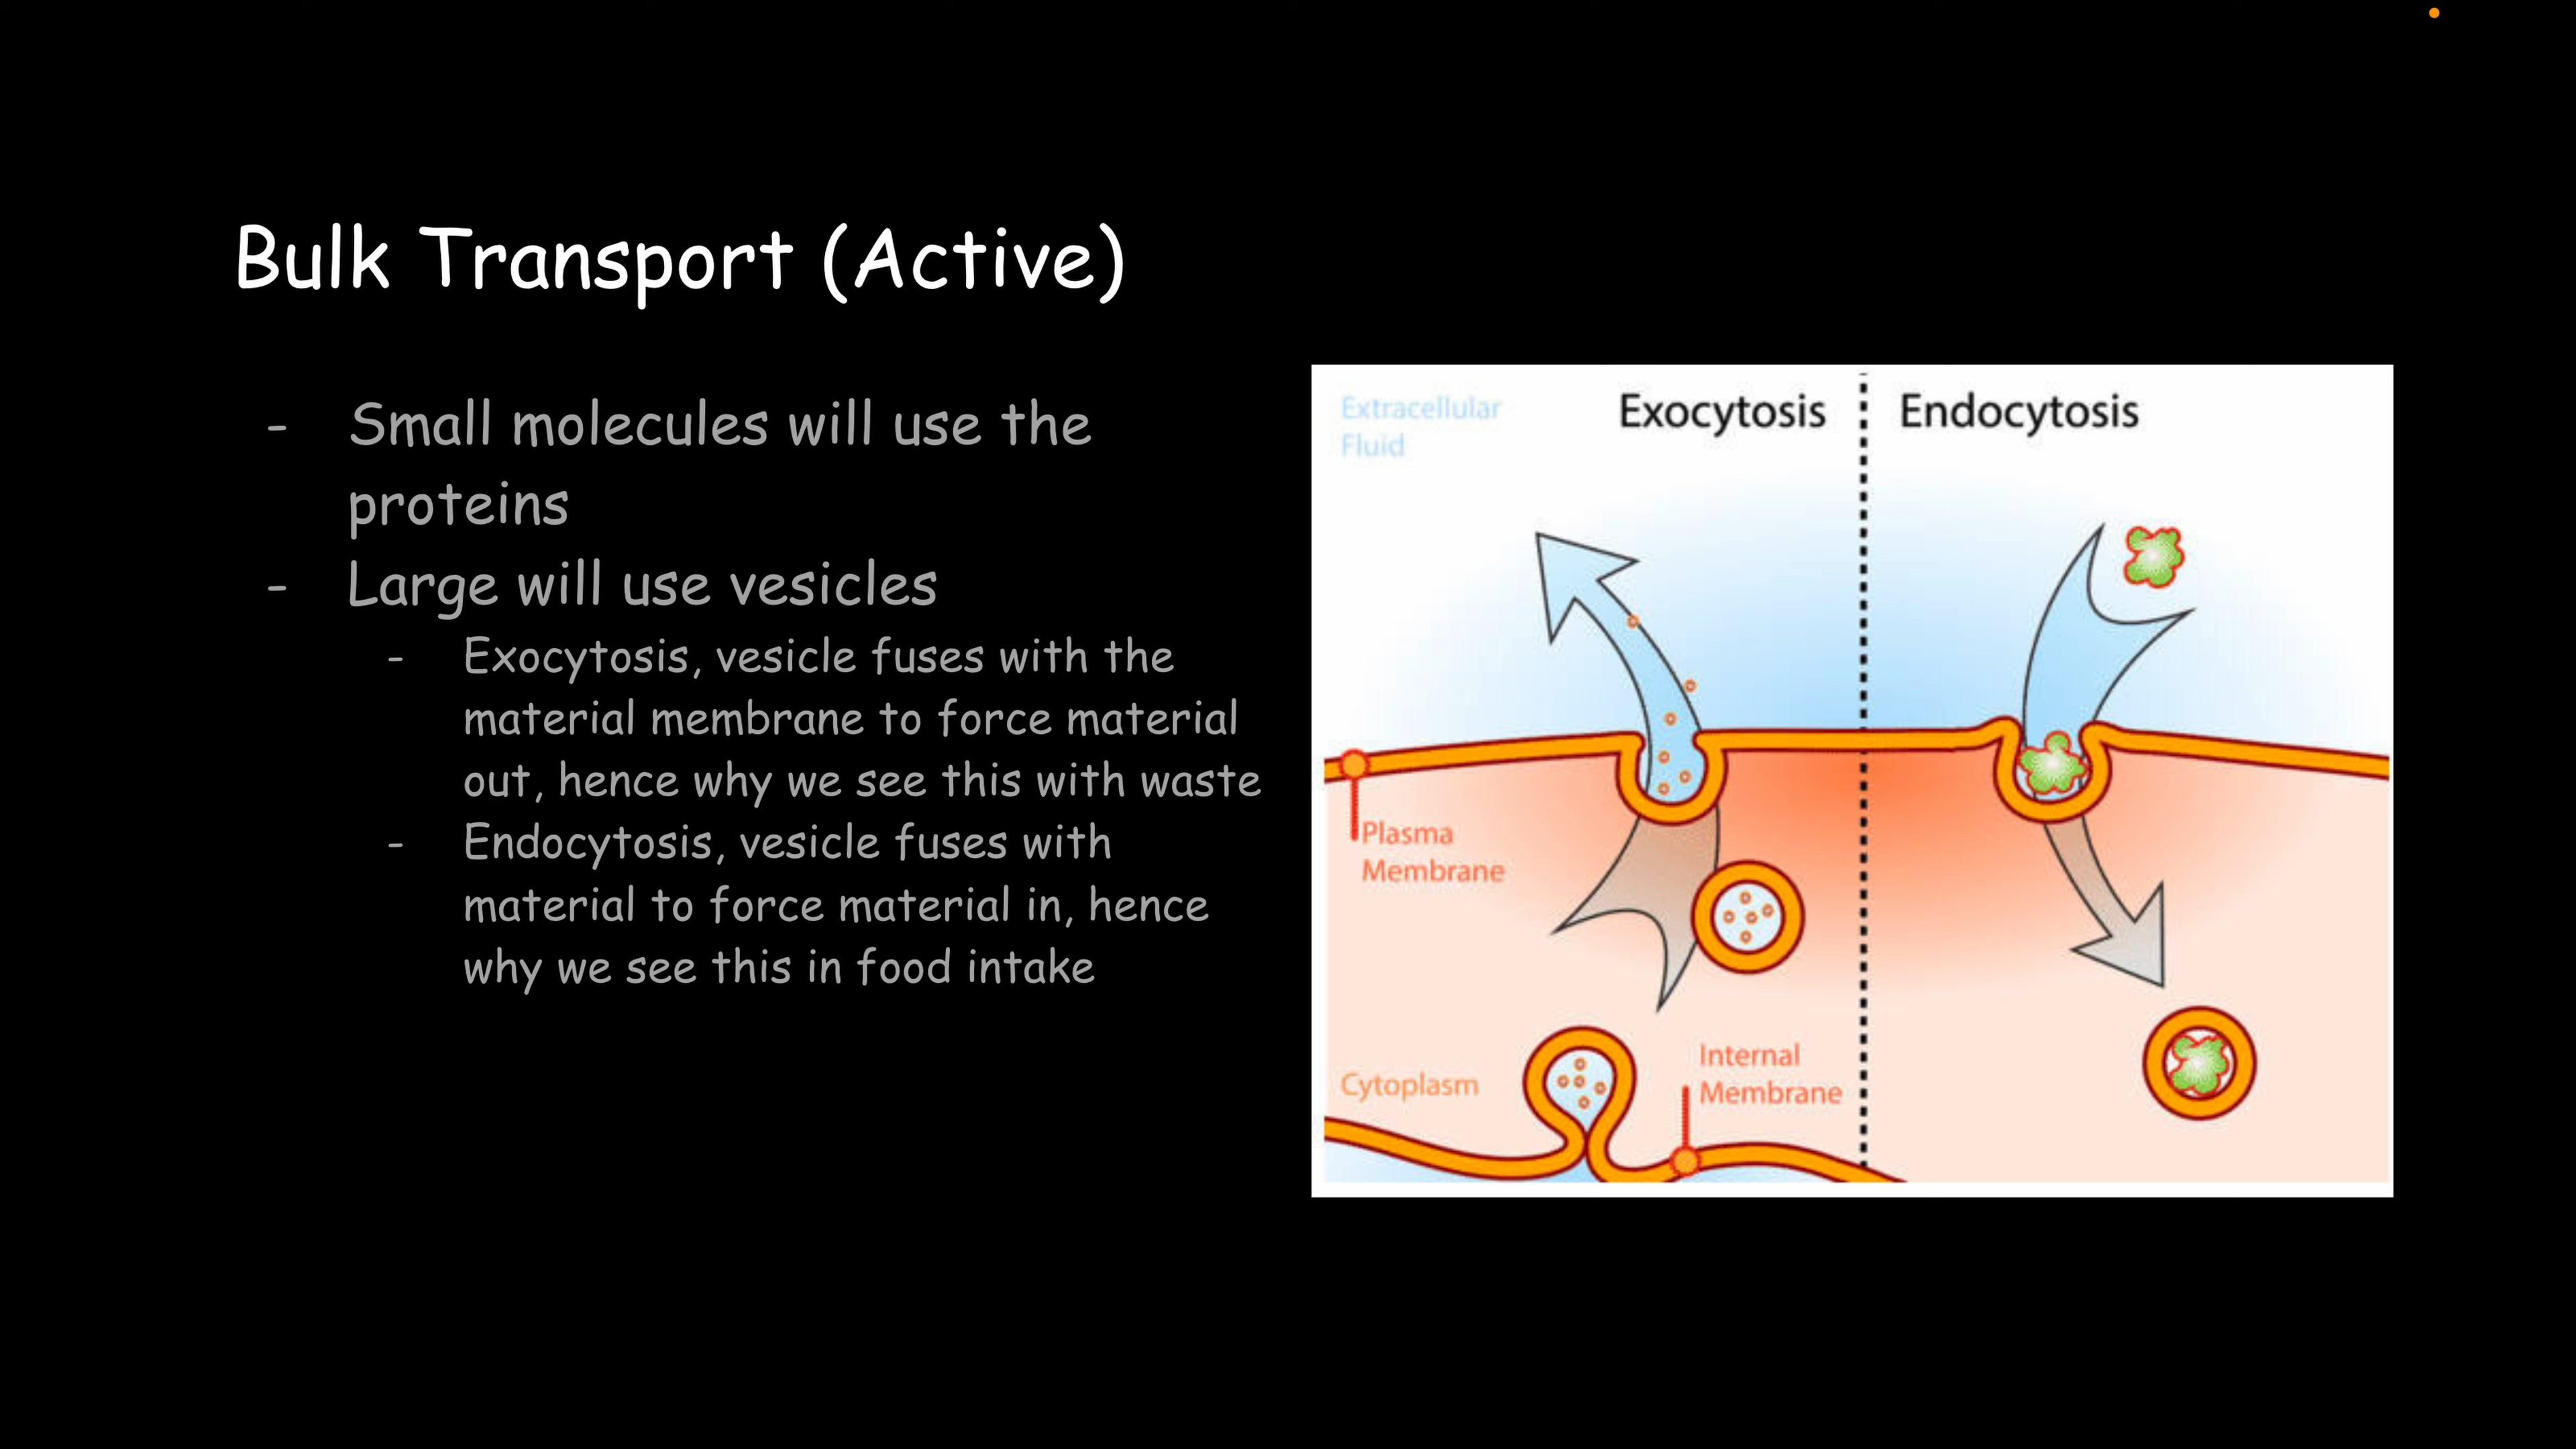 Bulk Transport (Active)
- Small molecules will use the
proteins
- Large will use vesicles
- Exocytosis, vesicle fuses with the
material membrane to force material
out, hence why we see this with waste
- Endocytosis, vesicle fuses with
material to force material in, hence
why we see this in food intake
Extracellular
Fluid
Exocytosis
Endocytosis
Plasma
Membrane
Cytoplasm
Internal
Membrane